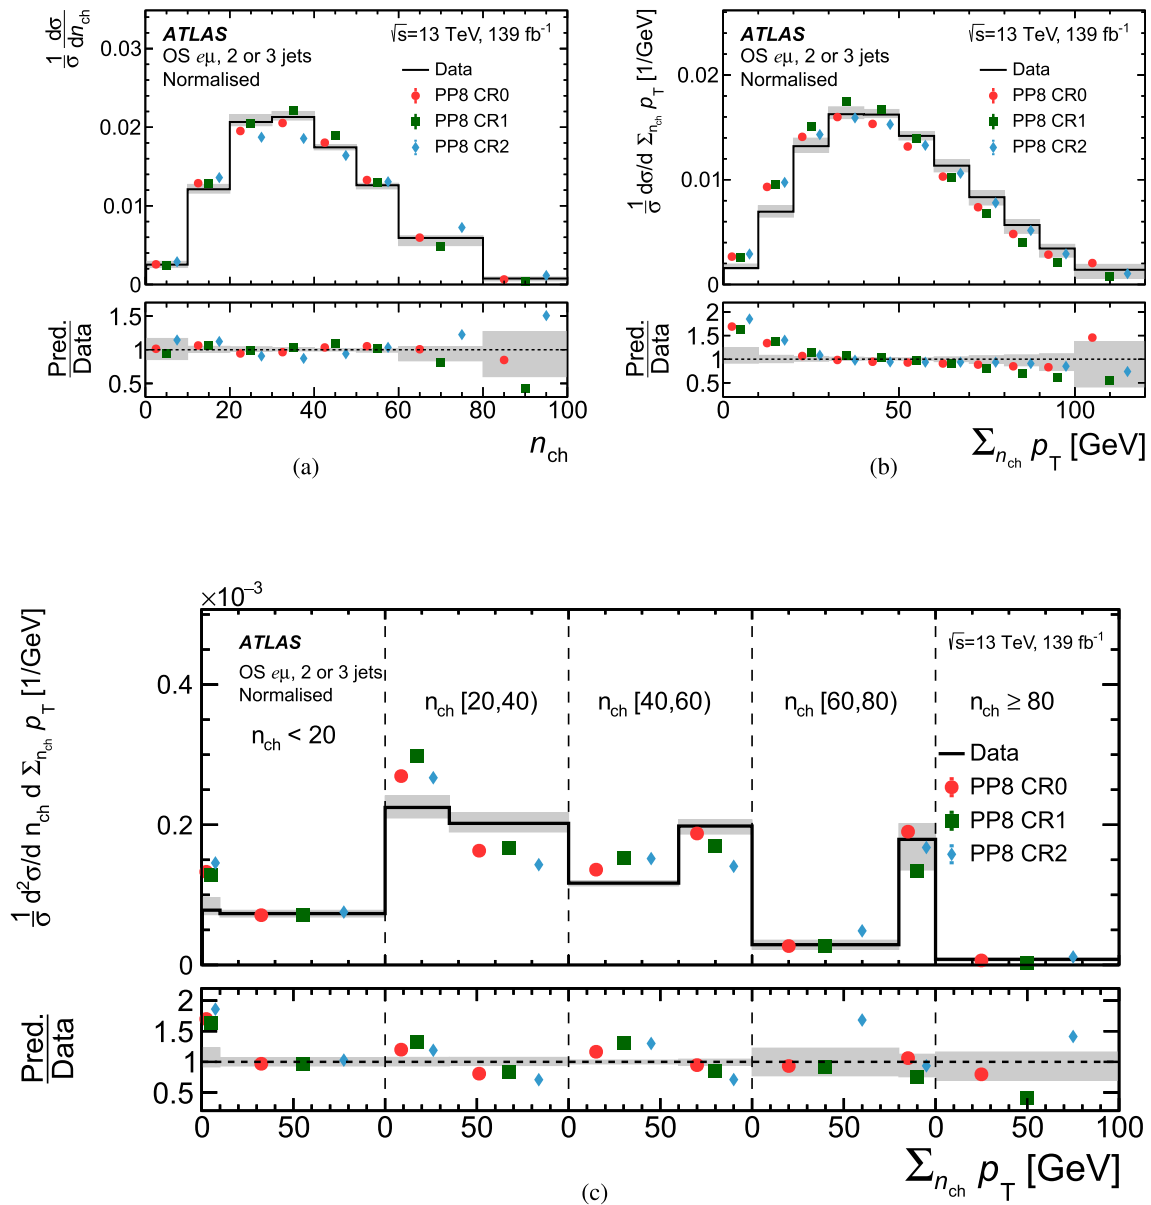 1/σ dσ/dn_ch
ATLAS
√s=13 TeV, 139 fb⁻¹
OS eμ, 2 or 3 jets
Normalised
Data
PP8 CR0
PP8 CR1
PP8 CR2
0.03
0.02
0.01
0
Pred./Data
1.5
1
0.5
0 20 40 60 80 100
n_ch
(a)
1/σ dσ/d Σ_n_ch p_T [1/GeV]
ATLAS
√s=13 TeV, 139 fb⁻¹
OS eμ, 2 or 3 jets
Normalised
Data
PP8 CR0
PP8 CR1
PP8 CR2
0.02
0.01
0
Pred./Data
2
1.5
1
0.5
0 50 100
Σ_n_ch p_T [GeV]
(b)
×10⁻³
1/σ d²σ/d n_ch d Σ_n_ch p_T [1/GeV]
ATLAS
√s=13 TeV, 139 fb⁻¹
OS eμ, 2 or 3 jets
Normalised
n_ch < 20
n_ch [20,40)
n_ch [40,60)
n_ch [60,80)
n_ch ≥ 80
Data
PP8 CR0
PP8 CR1
PP8 CR2
0.4
0.2
0
Pred./Data
2
1.5
1
0.5
0 50 0 50 0 50 0 50 0 50 100
Σ_n_ch p_T [GeV]
(c)